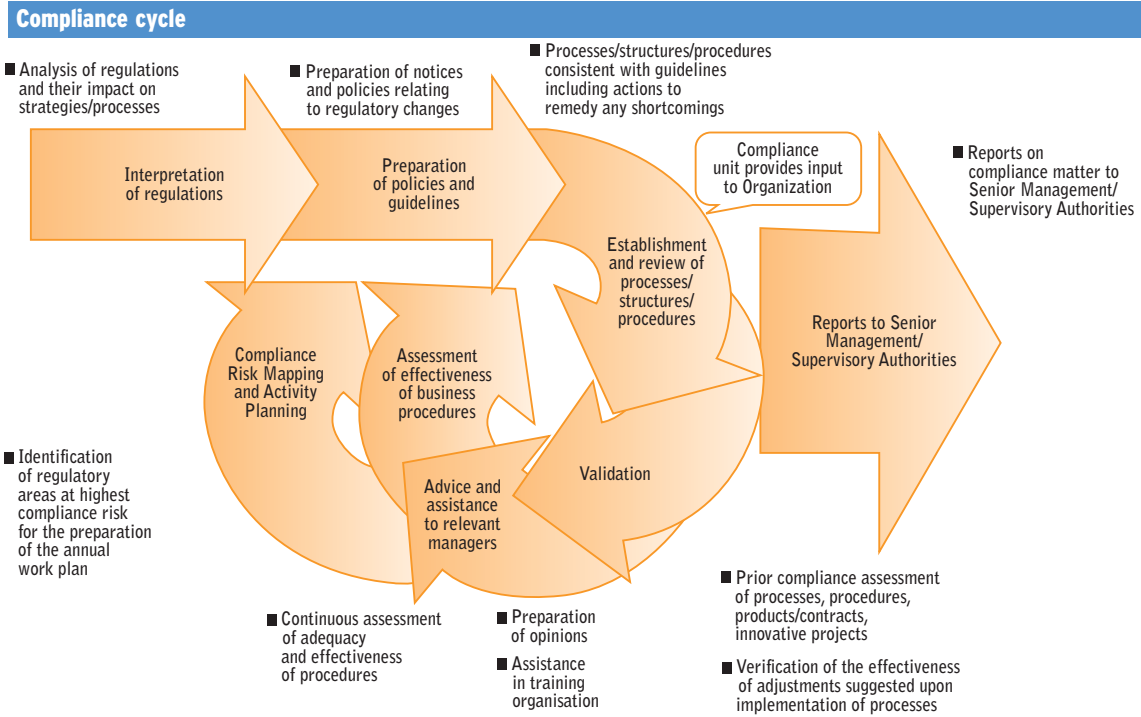 Compliance cycle
■ Analysis of regulations
and their impact on
strategies/processes
■ Preparation of notices
and policies relating
to regulatory changes
■ Processes/structures/procedures
consistent with guidelines
including actions to
remedy any shortcomings
Interpretation
of regulations
Preparation
of policies and
guidelines
Compliance
unit provides input
to Organization
■ Reports on
compliance matter to
Senior Management/
Supervisory Authorities
Establishment
and review of
processes/
structures/
procedures
Reports to Senior
Management/
Supervisory Authorities
Compliance
Risk Mapping
and Activity
Planning
Assessment
of effectiveness
of business
procedures
Validation
Advice and
assistance
to relevant
managers
■ Identification
of regulatory
areas at highest
compliance risk
for the preparation
of the annual
work plan
■ Continuous assessment
of adequacy
and effectiveness
of procedures
■ Preparation
of opinions
■ Assistance
in training
organisation
■ Prior compliance assessment
of processes, procedures,
products/contracts,
innovative projects
■ Verification of the effectiveness
of adjustments suggested upon
implementation of processes